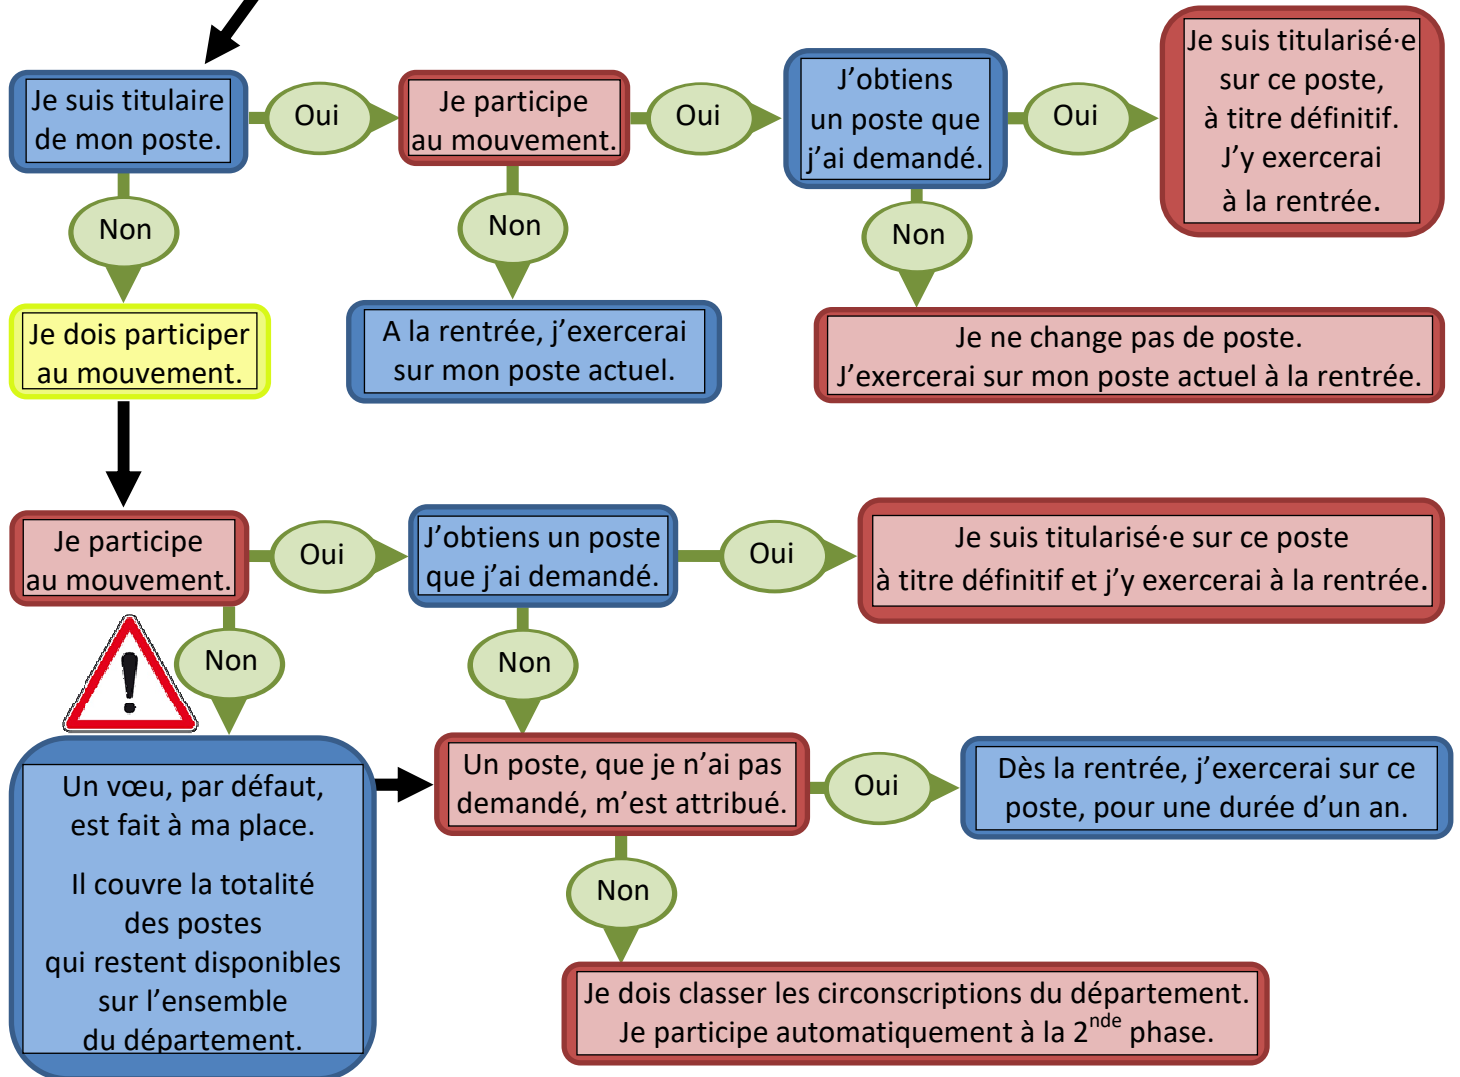 Je suis titulaire
de mon poste.
Oui
Je participe
au mouvement.
Oui
J’obtiens
un poste que
j’ai demandé.
Oui
Je suis titularisé·e
sur ce poste,
à titre définitif.
J’y exercerai
à la rentrée.
Non
Non
Non
Je dois participer
au mouvement.
A la rentrée, j’exercerai
sur mon poste actuel.
Je ne change pas de poste.
J’exercerai sur mon poste actuel à la rentrée.
Je participe
au mouvement.
Oui
J’obtiens un poste
que j’ai demandé.
Oui
Je suis titularisé·e sur ce poste
à titre définitif et j’y exercerai à la rentrée.
Non
Non
Un vœu, par défaut,
est fait à ma place.
Il couvre la totalité
des postes
qui restent disponibles
sur l’ensemble
du département.
Un poste, que je n’ai pas
demandé, m’est attribué.
Oui
Dès la rentrée, j’exercerai sur ce
poste, pour une durée d’un an.
Non
Je dois classer les circonscriptions du département.
Je participe automatiquement à la 2nde phase.